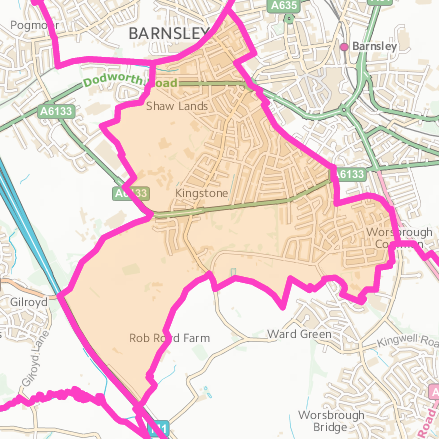 Pogmoor
A635
BARNSLEY
Barnsley
Dodworth Road
Shaw Lands
A6133
A6133
Kingstone
A6133
Worsbrough
Common
Gilroyd
Gilroyd Lane
Rob Royd Farm
Ward Green
Kingwell Road
Worsbrough
Bridge
M1
Road